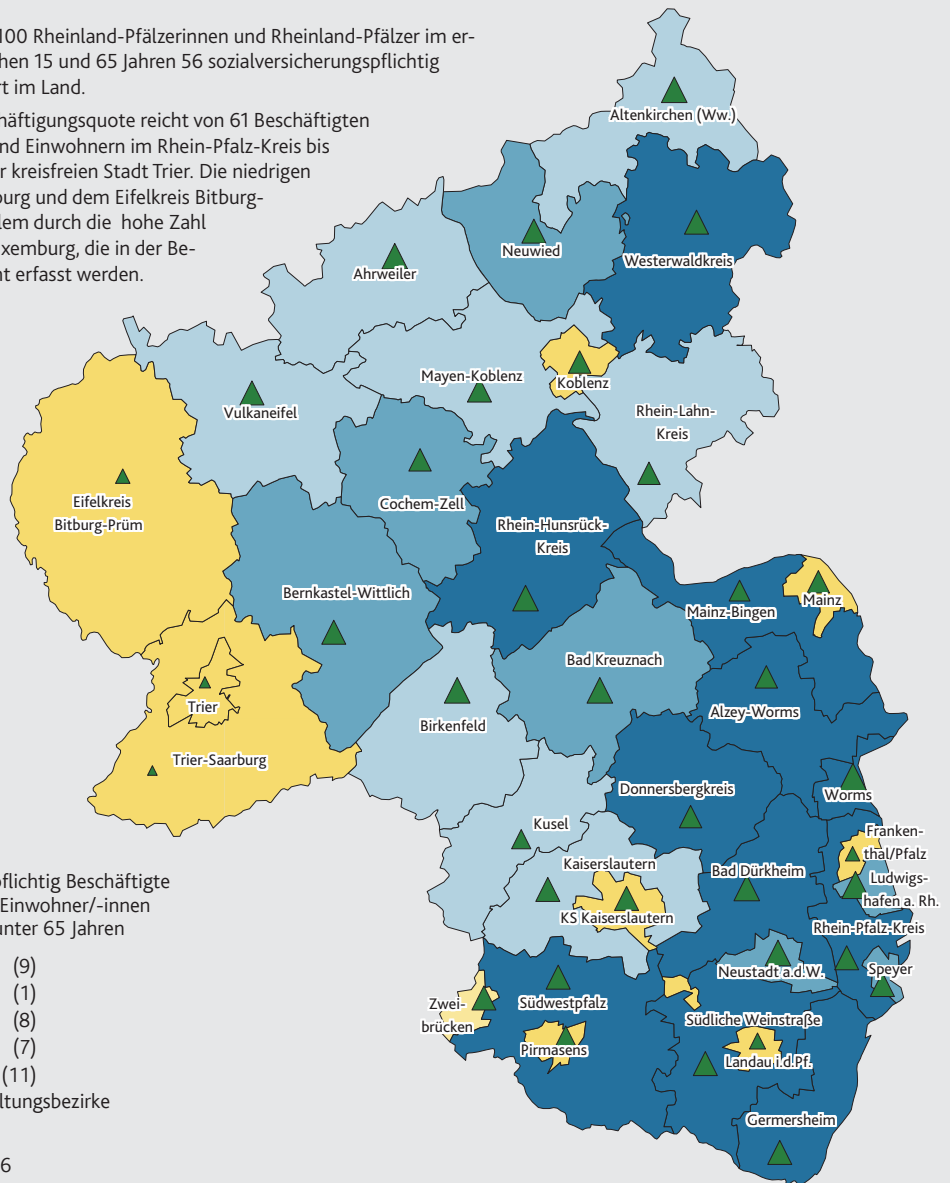 100 Rheinland-Pfälzerinnen und Rheinland-Pfälzer im er-
chen 15 und 65 Jahren 56 sozialversicherungspflichtig
rt im Land.
häftigungsquote reicht von 61 Beschäftigten
und Einwohnern im Rhein-Pfalz-Kreis bis
r kreisfreien Stadt Trier. Die niedrigen
burg und dem Eifelkreis Bitburg-
llem durch die hohe Zahl
uxemburg, die in der Be-
ht erfasst werden.
Altenkirchen (Ww.)
Neuwied
Westerwaldkreis
Ahrweiler
Mayen-Koblenz
Koblenz
Vulkaneifel
Rhein-Lahn-
Kreis
Eifelkreis
Bitburg-Prüm
Cochem-Zell
Rhein-Hunsrück-
Kreis
Bernkastel-Wittlich
Mainz-Bingen
Mainz
Bad Kreuznach
Trier
Birkenfeld
Alzey-Worms
Trier-Saarburg
Donnersbergkreis
Worms
Kusel
Franken-
thal/Pfalz
Kaiserslautern
Bad Dürkheim
Ludwigs-
hafen a. Rh.
KS Kaiserslautern
Rhein-Pfalz-Kreis
Neustadt a.d.W.
Speyer
Zwei-
brücken
Südwestpfalz
Südliche Weinstraße
Pirmasens
Landau i.d.Pf.
Germersheim
pflichtig Beschäftigte
Einwohner/-innen
unter 65 Jahren
(9)
(1)
(8)
(7)
(11)
ltungsbezirke
6